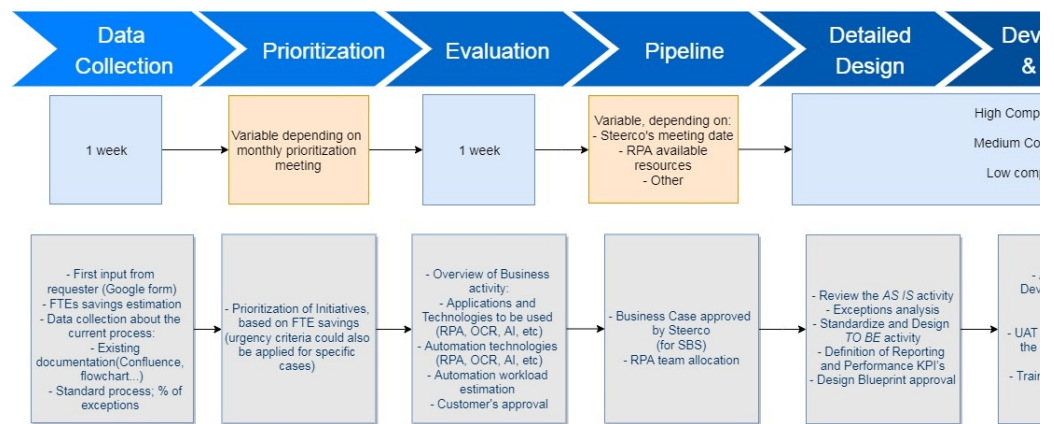 Data
Collection
Prioritization
Evaluation
Pipeline
Detailed
Design
Dev
&
1 week
Variable depending on
monthly prioritization
meeting
1 week
Variable, depending on:
- Steerco's meeting date
- RPA available
resources
- Other
High Comp
Medium Co
Low comp
- First input from
requester (Google form)
- FTEs savings estimation
- Data collection about the
current process:
- Existing
documentation(Confluence,
flowchart...)
- Standard process; % of
exceptions
- Prioritization of Initiatives,
based on FTE savings
(urgency criteria could also
be applied for specific
cases)
- Overview of Business
activity:
- Applications and
Technologies to be used
(RPA, OCR, AI, etc)
- Automation technologies
(RPA, OCR, AI, etc)
- Automation workload
estimation
- Customer's approval
- Business Case approved
by Steerco
(for SBS)
- RPA team allocation
- Review the AS IS activity
- Exceptions analysis
- Standardize and Design
TO BE activity
- Definition of Reporting
and Performance KPI's
- Design Blueprint approval
Dev
- UAT
the
- Train